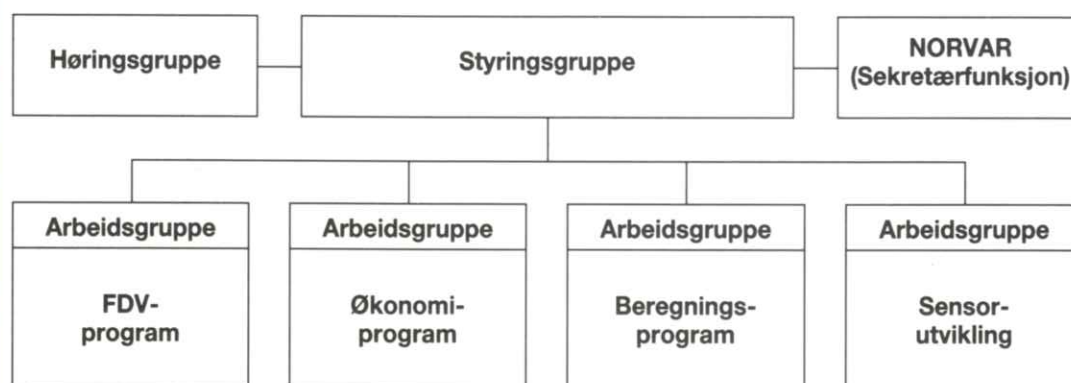 Høringsgruppe
Styringsgruppe
NORVAR
(Sekretærfunksjon)
Arbeidsgruppe
FDV-
program
Arbeidsgruppe
Økonomi-
program
Arbeidsgruppe
Beregnings-
program
Arbeidsgruppe
Sensor-
utvikling